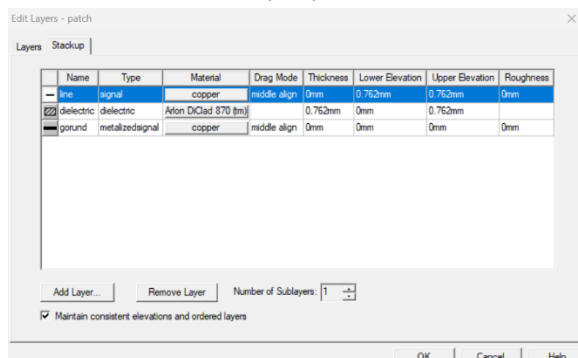 Edit Layers - patch
Layers Stackup
Name Type Material Drag Mode Thickness Lower Elevation Upper Elevation Roughness
line signal copper middle align 0mm 0.762mm 0.762mm 0mm
dielectric dielectric Arlon DiClad 870 (tm) 0.762mm 0mm 0.762mm
gorund metalizedsignal copper middle align 0mm 0mm 0mm 0mm
Add Layer... Remove Layer Number of Sublayers: 1
Maintain consistent elevations and ordered layers
OK Cancel Help